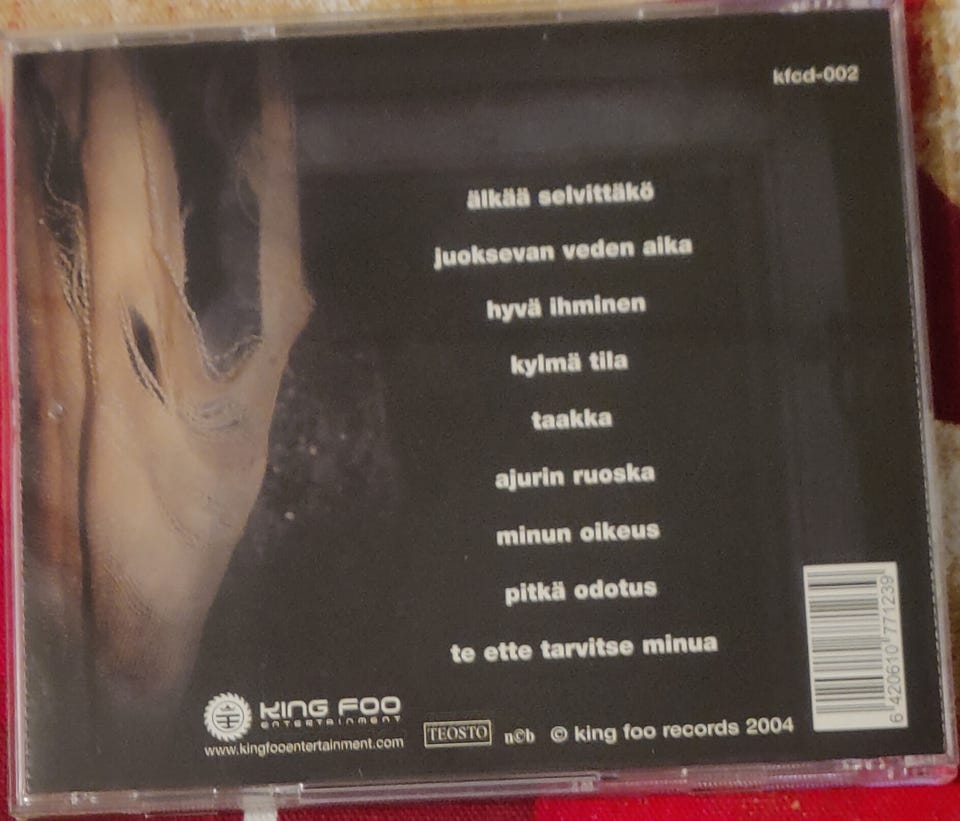 kfcd-002
älkää selvittäkö
juoksevan veden aika
hyvä ihminen
kylmä tila
taakka
ajurin ruoska
minun oikeus
pitkä odotus
te ette tarvitse minua
KING FOO
ENTERTAINMENT
www.kingfooentertainment.com
TEOSTO
n©b
© king foo records 2004
6 420610 771239